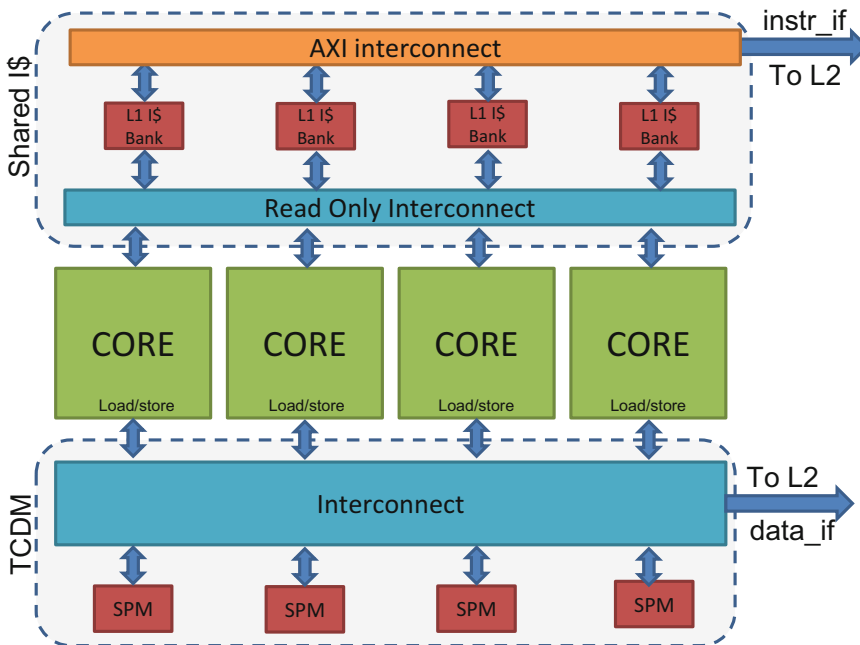 instr_if
AXI interconnect
To L2
Shared I$
L1 I$
Bank
L1 I$
Bank
L1 I$
Bank
L1 I$
Bank
Read Only Interconnect
CORE
Load/store
CORE
Load/store
CORE
Load/store
CORE
Load/store
TCDM
Interconnect
To L2
data_if
SPM
SPM
SPM
SPM